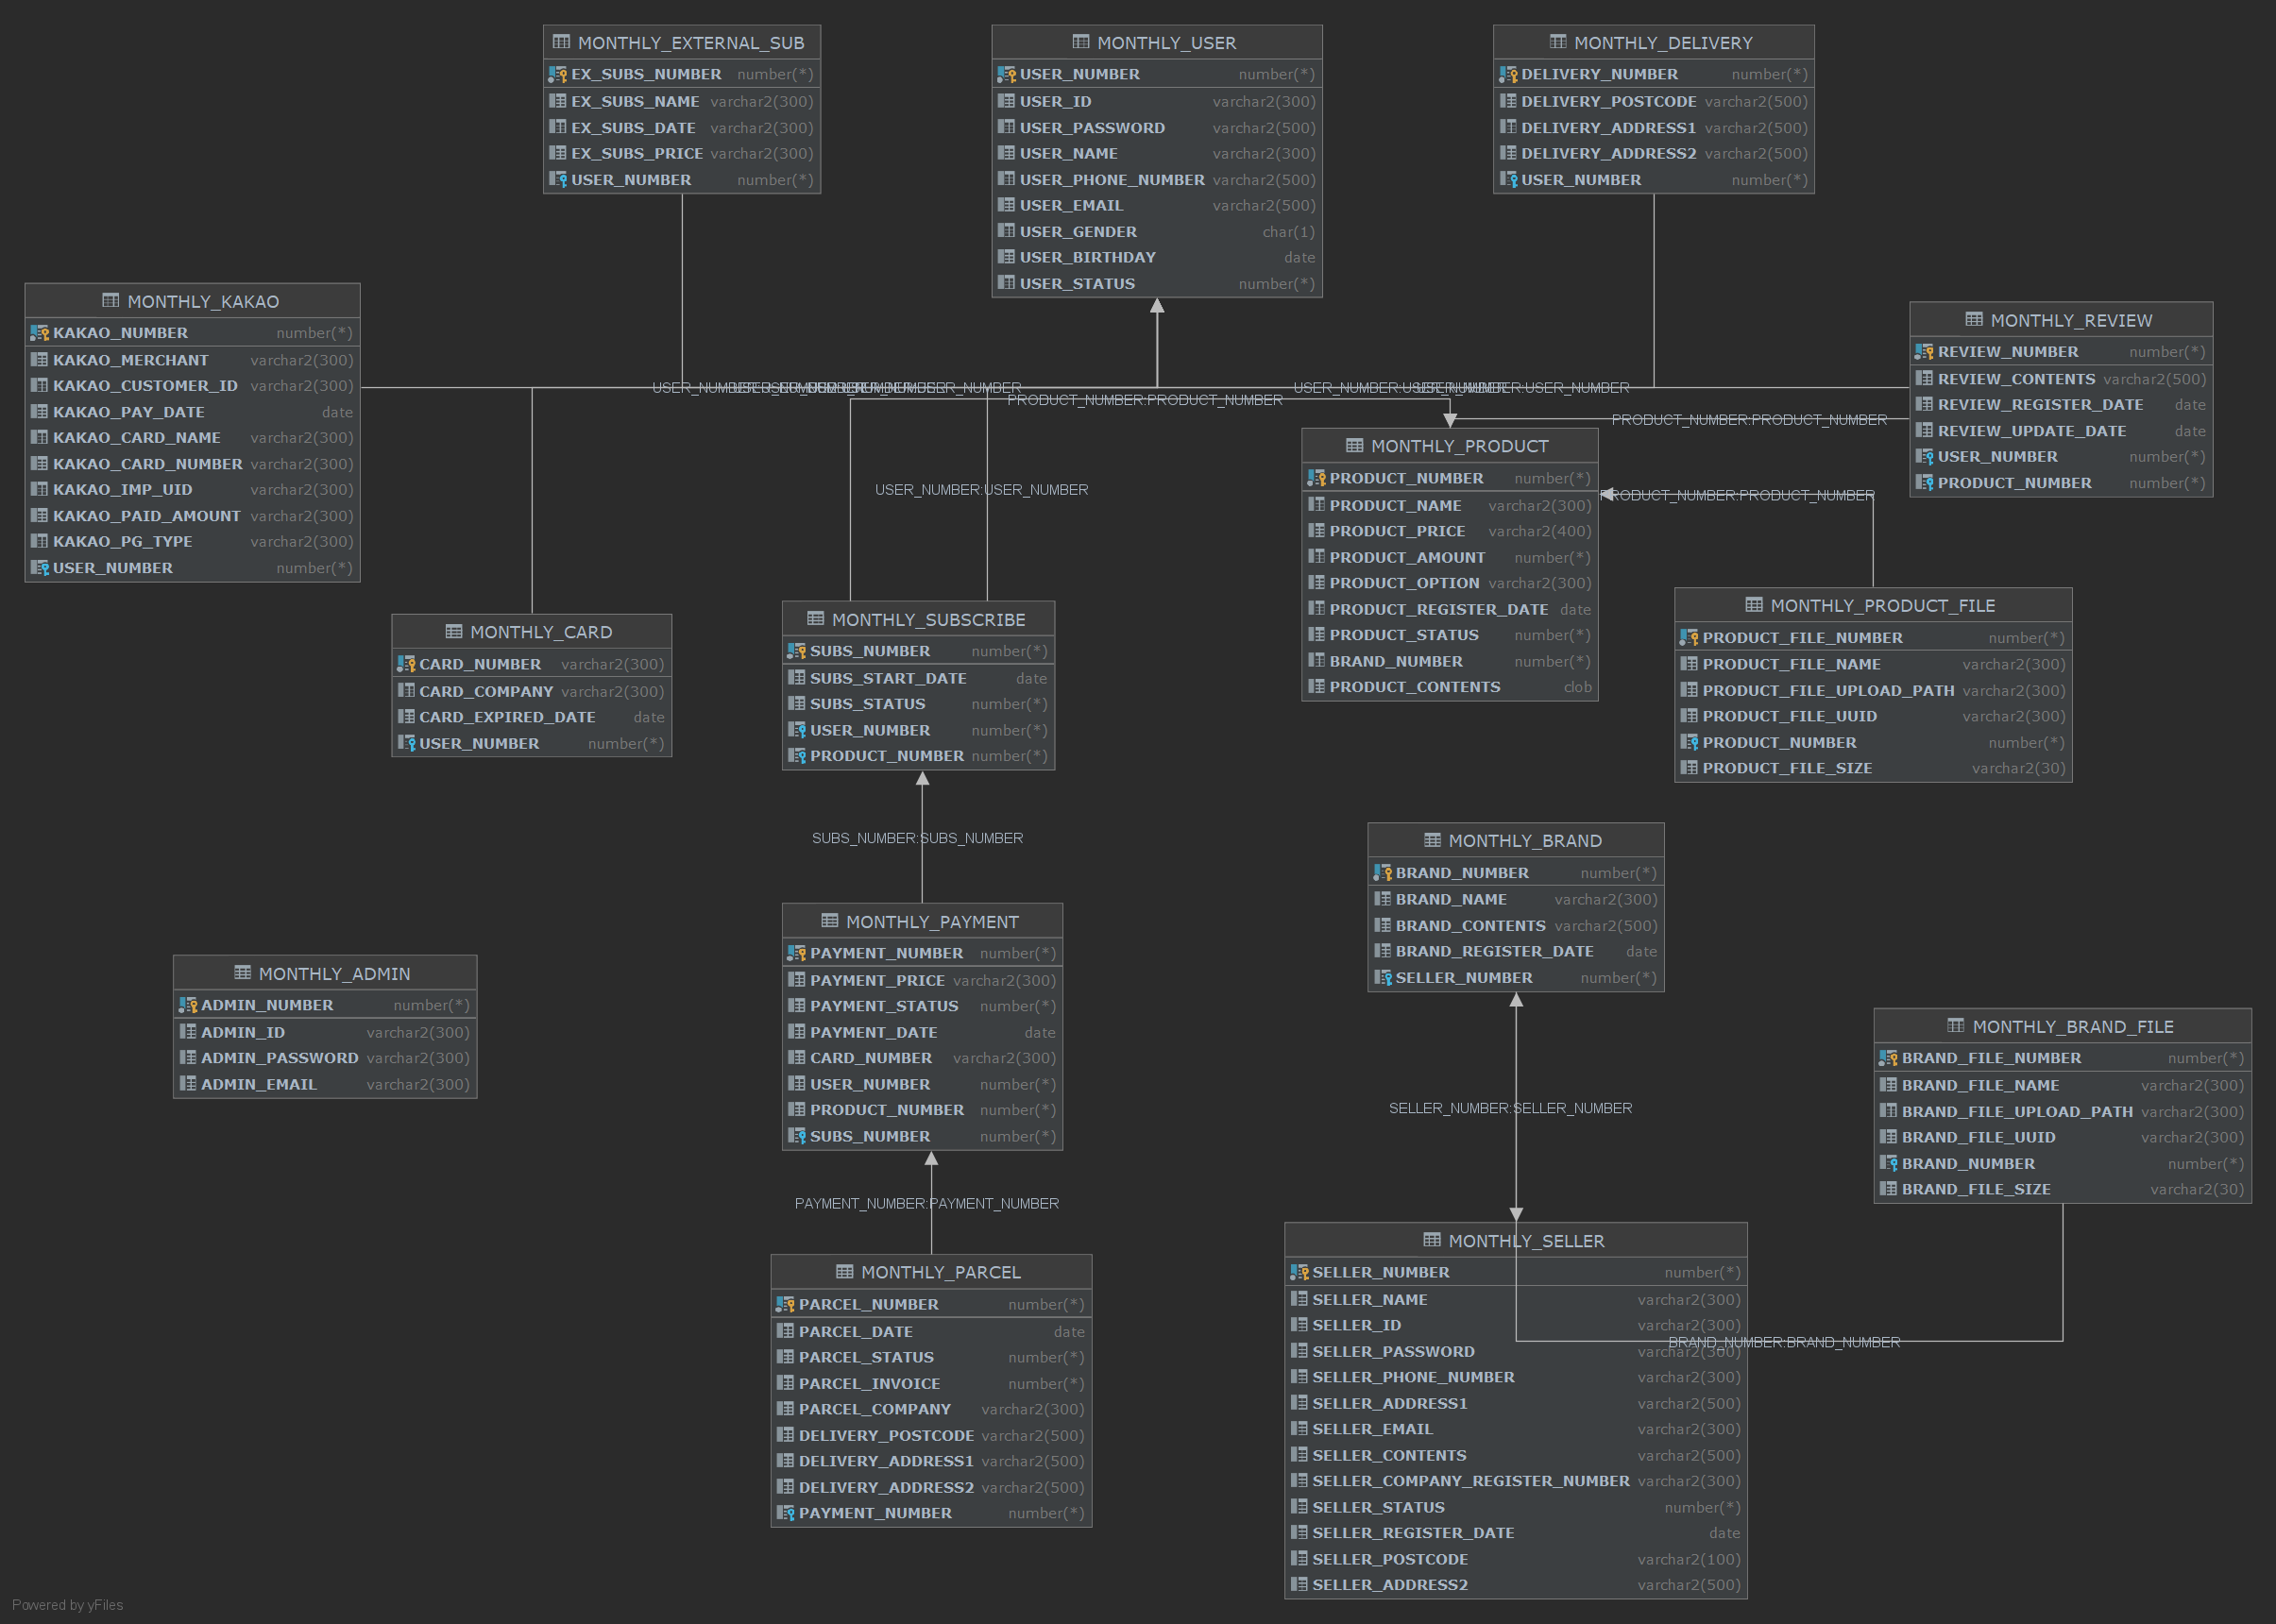 MONTHLY_EXTERNAL_SUB
EX_SUBS_NUMBER number(*)
EX_SUBS_NAME varchar2(300)
EX_SUBS_DATE varchar2(300)
EX_SUBS_PRICE varchar2(300)
USER_NUMBER number(*)
MONTHLY_USER
USER_NUMBER number(*)
USER_ID varchar2(300)
USER_PASSWORD varchar2(500)
USER_NAME varchar2(300)
USER_PHONE_NUMBER varchar2(500)
USER_EMAIL varchar2(500)
USER_GENDER char(1)
USER_BIRTHDAY date
USER_STATUS number(*)
MONTHLY_DELIVERY
DELIVERY_NUMBER number(*)
DELIVERY_POSTCODE varchar2(500)
DELIVERY_ADDRESS1 varchar2(500)
DELIVERY_ADDRESS2 varchar2(500)
USER_NUMBER number(*)
MONTHLY_KAKAO
KAKAO_NUMBER number(*)
KAKAO_MERCHANT varchar2(300)
KAKAO_CUSTOMER_ID varchar2(300)
KAKAO_PAY_DATE date
KAKAO_CARD_NAME varchar2(300)
KAKAO_CARD_NUMBER varchar2(300)
KAKAO_IMP_UID varchar2(300)
KAKAO_PAID_AMOUNT varchar2(300)
KAKAO_PG_TYPE varchar2(300)
USER_NUMBER number(*)
MONTHLY_REVIEW
REVIEW_NUMBER number(*)
REVIEW_CONTENTS varchar2(500)
REVIEW_REGISTER_DATE date
REVIEW_UPDATE_DATE date
USER_NUMBER number(*)
PRODUCT_NUMBER number(*)
PRODUCT_NUMBER:PRODUCT_NUMBER
PRODUCT_NUMBER:PRODUCT_NUMBER
USER_NUMBER:USER_NUMBER
PRODUCT_NUMBER:PRODUCT_NUMBER
MONTHLY_PRODUCT
PRODUCT_NUMBER number(*)
PRODUCT_NAME varchar2(300)
PRODUCT_PRICE varchar2(400)
PRODUCT_AMOUNT number(*)
PRODUCT_OPTION varchar2(300)
PRODUCT_REGISTER_DATE date
PRODUCT_STATUS number(*)
BRAND_NUMBER number(*)
PRODUCT_CONTENTS clob
MONTHLY_PRODUCT_FILE
PRODUCT_FILE_NUMBER number(*)
PRODUCT_FILE_NAME varchar2(300)
PRODUCT_FILE_UPLOAD_PATH varchar2(300)
PRODUCT_FILE_UUID varchar2(300)
PRODUCT_NUMBER number(*)
PRODUCT_FILE_SIZE varchar2(30)
MONTHLY_CARD
CARD_NUMBER varchar2(300)
CARD_COMPANY varchar2(300)
CARD_EXPIRED_DATE date
USER_NUMBER number(*)
MONTHLY_SUBSCRIBE
SUBS_NUMBER number(*)
SUBS_START_DATE date
SUBS_STATUS number(*)
USER_NUMBER number(*)
PRODUCT_NUMBER number(*)
SUBS_NUMBER:SUBS_NUMBER
MONTHLY_BRAND
BRAND_NUMBER number(*)
BRAND_NAME varchar2(300)
BRAND_CONTENTS varchar2(500)
BRAND_REGISTER_DATE date
SELLER_NUMBER number(*)
MONTHLY_PAYMENT
PAYMENT_NUMBER number(*)
PAYMENT_PRICE varchar2(300)
PAYMENT_STATUS number(*)
PAYMENT_DATE date
CARD_NUMBER varchar2(300)
USER_NUMBER number(*)
PRODUCT_NUMBER number(*)
SUBS_NUMBER number(*)
MONTHLY_ADMIN
ADMIN_NUMBER number(*)
ADMIN_ID varchar2(300)
ADMIN_PASSWORD varchar2(300)
ADMIN_EMAIL varchar2(300)
MONTHLY_BRAND_FILE
BRAND_FILE_NUMBER number(*)
BRAND_FILE_NAME varchar2(300)
BRAND_FILE_UPLOAD_PATH varchar2(300)
BRAND_FILE_UUID varchar2(300)
BRAND_NUMBER number(*)
BRAND_FILE_SIZE varchar2(30)
SELLER_NUMBER:SELLER_NUMBER
PAYMENT_NUMBER:PAYMENT_NUMBER
MONTHLY_PARCEL
PARCEL_NUMBER number(*)
PARCEL_DATE date
PARCEL_STATUS number(*)
PARCEL_INVOICE number(*)
PARCEL_COMPANY varchar2(300)
DELIVERY_POSTCODE varchar2(500)
DELIVERY_ADDRESS1 varchar2(500)
DELIVERY_ADDRESS2 varchar2(500)
PAYMENT_NUMBER number(*)
MONTHLY_SELLER
SELLER_NUMBER number(*)
SELLER_NAME varchar2(300)
SELLER_ID varchar2(300)
BRAND_NUMBER:BRAND_NUMBER
SELLER_PASSWORD varchar2(300)
SELLER_PHONE_NUMBER varchar2(300)
SELLER_ADDRESS1 varchar2(500)
SELLER_EMAIL varchar2(300)
SELLER_CONTENTS varchar2(500)
SELLER_COMPANY_REGISTER_NUMBER varchar2(300)
SELLER_STATUS number(*)
SELLER_REGISTER_DATE date
SELLER_POSTCODE varchar2(100)
SELLER_ADDRESS2 varchar2(500)
Powered by yFiles